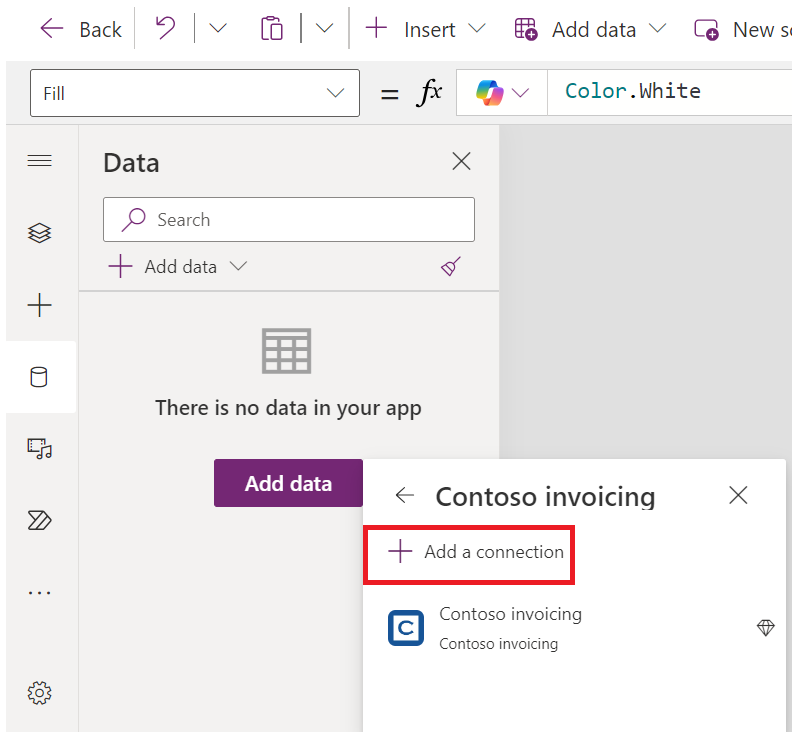 Back
Insert
Add data
New sc
Fill
= fx
Color.White
Data
Search
Add data
There is no data in your app
Add data
Contoso invoicing
Add a connection
C
Contoso invoicing
Contoso invoicing